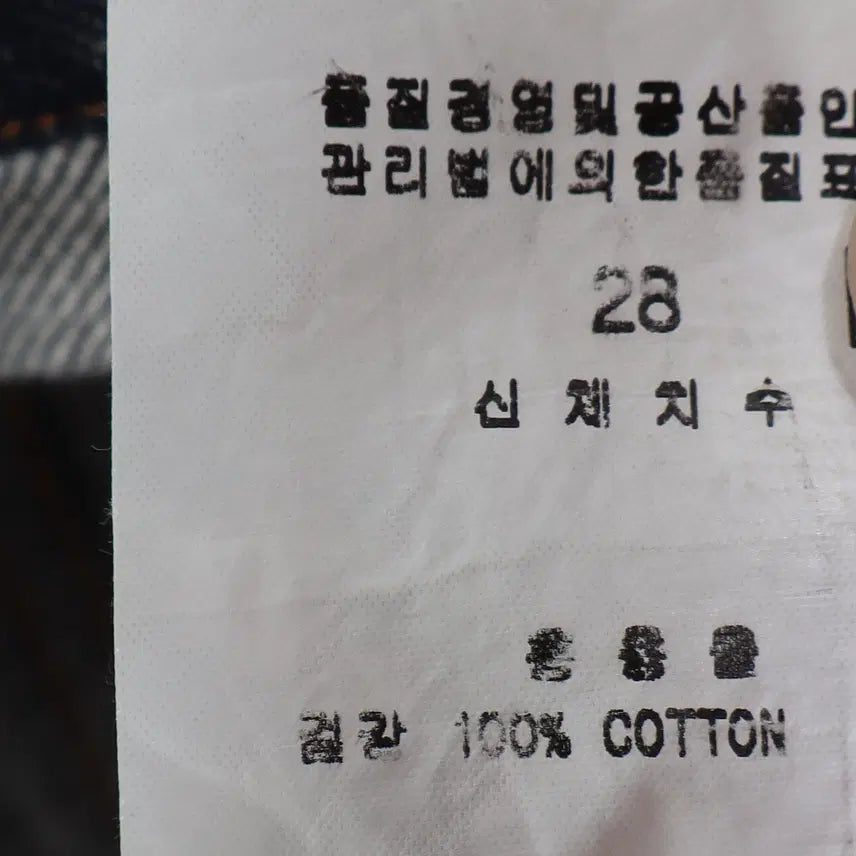 품질경영및공산품안
관리법에의한품질표
28
신체치수
혼용율
겉감 100% COTTON